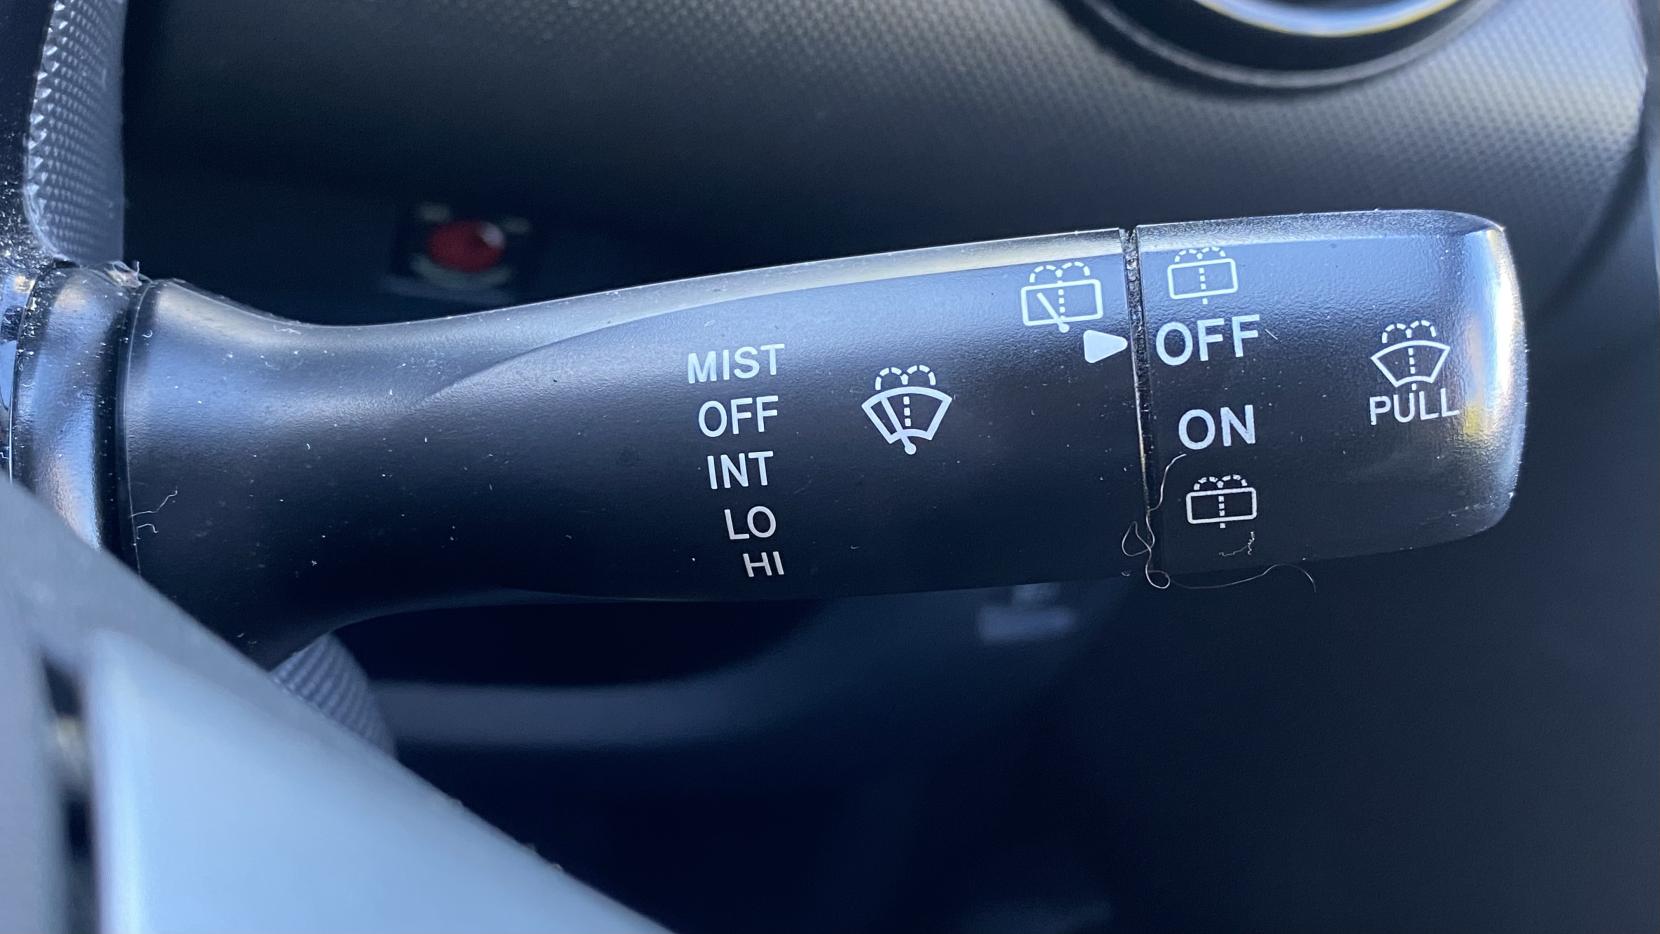 MIST
OFF
INT
LO
HI
OFF
ON
PULL